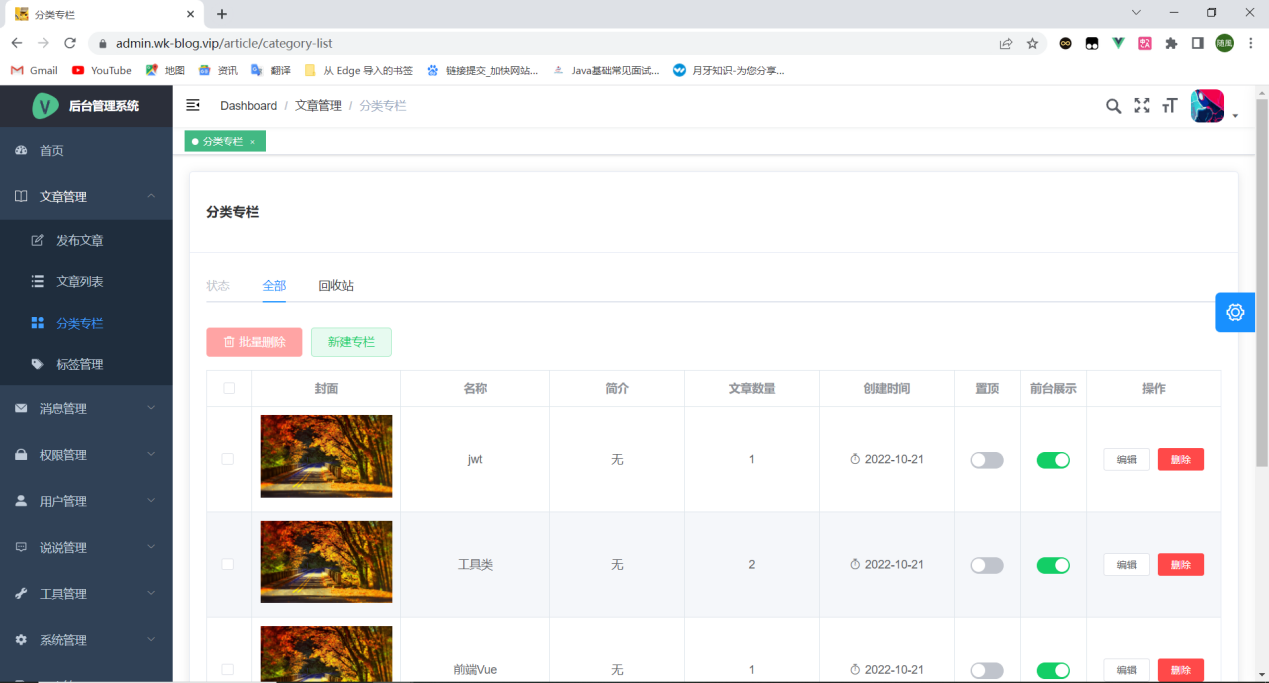 分类专栏
admin.wk-blog.vip/article/category-list
Gmail YouTube 地图 资讯 翻译 从 Edge 导入的书签 链接提交_加快网站... Java基础常见面试... 月牙知识-为您分享...
V 后台管理系统
Dashboard / 文章管理 / 分类专栏
分类专栏 ×
首页
文章管理
发布文章
文章列表
分类专栏
标签管理
消息管理
权限管理
用户管理
说说管理
工具管理
系统管理
分类专栏
状态 全部 回收站
批量删除 新建专栏
封面 名称 简介 文章数量 创建时间 置顶 前台展示 操作
jwt 无 1 2022-10-21 编辑 删除
工具类 无 2 2022-10-21 编辑 删除
前端Vue 无 1 2022-10-21 编辑 删除